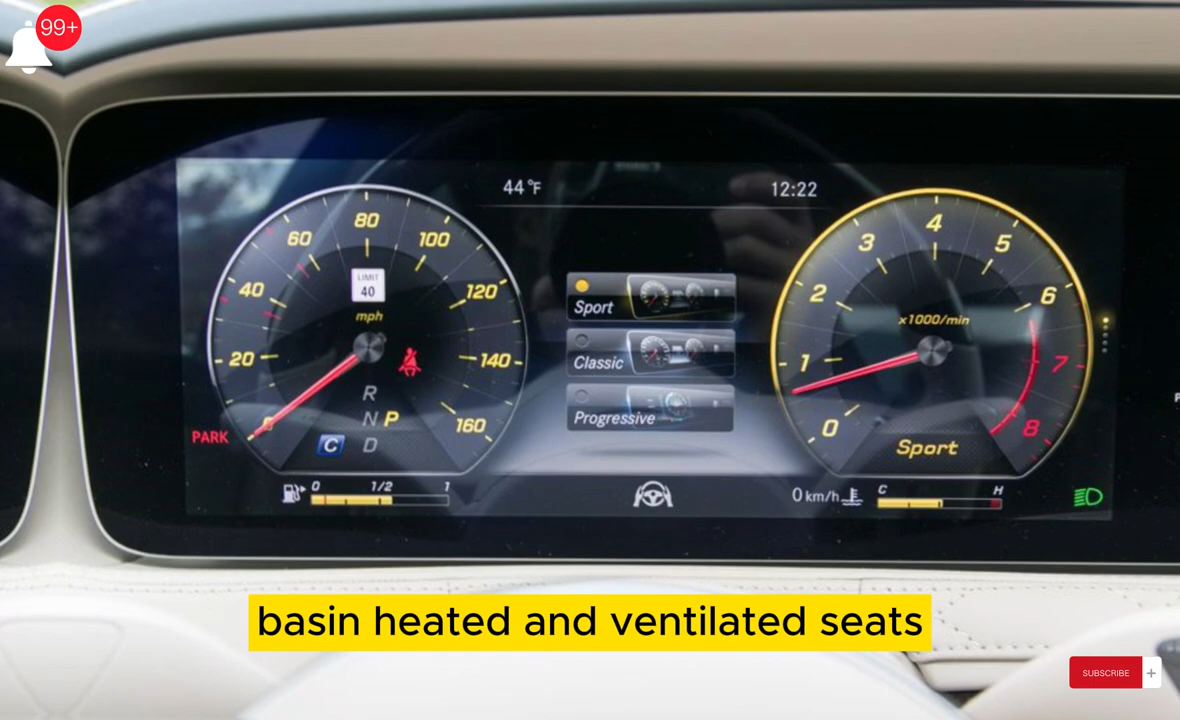 99+
44 °F
12:22
80
60
100
40
120
LIMIT
40
mph
20
140
R
N P
160
PARK
C
D
Sport
Classic
Progressive
4
3
5
2
6
x1000/min
1
7
0
8
Sport
0
1/2
1
0 km/h
C
H
basin heated and ventilated seats
SUBSCRIBE +